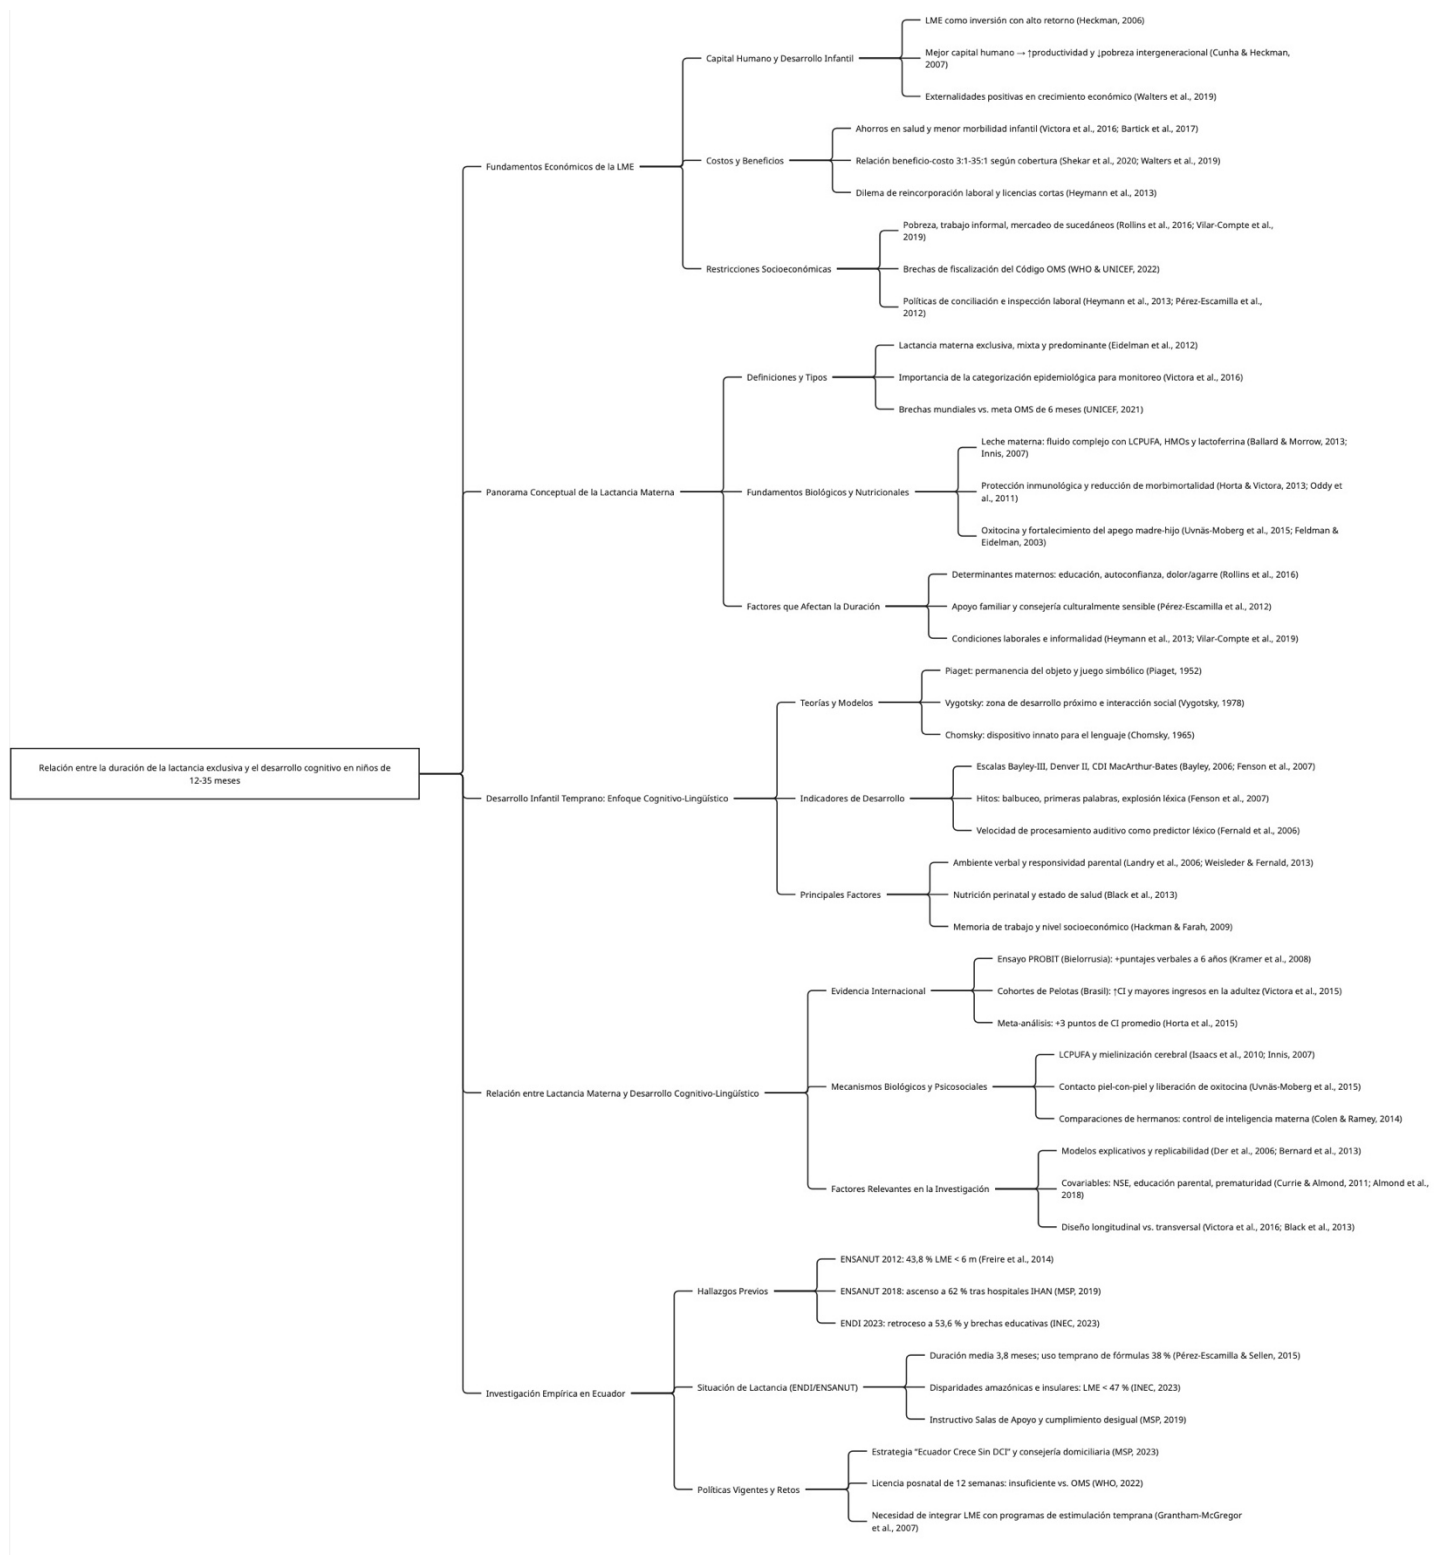 Relación entre la duración de la lactancia exclusiva y el desarrollo cognitivo en niños de
12-35 meses
Fundamentos Económicos de la LME
Capital Humano y Desarrollo Infantil
LME como inversión con alto retorno (Heckman, 2006)
Mejor capital humano → ↑productividad y ↓pobreza intergeneracional (Cunha & Heckman,
2007)
Externalidades positivas en crecimiento económico (Walters et al., 2019)
Costos y Beneficios
Ahorros en salud y menor morbilidad infantil (Victora et al., 2016; Bartick et al., 2017)
Relación beneficio-costo 3:1-35:1 según cobertura (Shekar et al., 2020; Walters et al., 2019)
Dilema de reincorporación laboral y licencias cortas (Heymann et al., 2013)
Restricciones Socioeconómicas
Pobreza, trabajo informal, mercadeo de sucedáneos (Rollins et al., 2016; Vilar-Compte et al.,
2019)
Brechas de fiscalización del Código OMS (WHO & UNICEF, 2022)
Políticas de conciliación e inspección laboral (Heymann et al., 2013; Pérez-Escamilla et al.,
2012)
Panorama Conceptual de la Lactancia Materna
Definiciones y Tipos
Lactancia materna exclusiva, mixta y predominante (Eidelman et al., 2012)
Importancia de la categorización epidemiológica para monitoreo (Victora et al., 2016)
Brechas mundiales vs. meta OMS de 6 meses (UNICEF, 2021)
Fundamentos Biológicos y Nutricionales
Leche materna: fluido complejo con LCPUFA, HMOs y lactoferrina (Ballard & Morrow, 2013;
Innis, 2007)
Protección inmunológica y reducción de morbimortalidad (Horta & Victora, 2013; Oddy et
al., 2011)
Oxitocina y fortalecimiento del apego madre-hijo (Uvnäs-Moberg et al., 2015; Feldman &
Eidelman, 2003)
Factores que Afectan la Duración
Determinantes maternos: educación, autoconfianza, dolor/agarre (Rollins et al., 2016)
Apoyo familiar y consejería culturalmente sensible (Pérez-Escamilla et al., 2012)
Condiciones laborales e informalidad (Heymann et al., 2013; Vilar-Compte et al., 2019)
Desarrollo Infantil Temprano: Enfoque Cognitivo-Lingüístico
Teorías y Modelos
Piaget: permanencia del objeto y juego simbólico (Piaget, 1952)
Vygotsky: zona de desarrollo próximo e interacción social (Vygotsky, 1978)
Chomsky: dispositivo innato para el lenguaje (Chomsky, 1965)
Indicadores de Desarrollo
Escalas Bayley-III, Denver II, CDI MacArthur-Bates (Bayley, 2006; Fenson et al., 2007)
Hitos: balbuceo, primeras palabras, explosión léxica (Fenson et al., 2007)
Velocidad de procesamiento auditivo como predictor léxico (Fernald et al., 2006)
Principales Factores
Ambiente verbal y responsividad parental (Landry et al., 2006; Weisleder & Fernald, 2013)
Nutrición perinatal y estado de salud (Black et al., 2013)
Memoria de trabajo y nivel socioeconómico (Hackman & Farah, 2009)
Relación entre Lactancia Materna y Desarrollo Cognitivo-Lingüístico
Evidencia Internacional
Ensayo PROBIT (Bielorrusia): +puntajes verbales a 6 años (Kramer et al., 2008)
Cohortes de Pelotas (Brasil): ↑CI y mayores ingresos en la adultez (Victora et al., 2015)
Meta-análisis: +3 puntos de CI promedio (Horta et al., 2015)
Mecanismos Biológicos y Psicosociales
LCPUFA y mielinización cerebral (Isaacs et al., 2010; Innis, 2007)
Contacto piel-con-piel y liberación de oxitocina (Uvnäs-Moberg et al., 2015)
Comparaciones de hermanos: control de inteligencia materna (Colen & Ramey, 2014)
Factores Relevantes en la Investigación
Modelos explicativos y replicabilidad (Der et al., 2006; Bernard et al., 2013)
Covariables: NSE, educación parental, prematuridad (Currie & Almond, 2011; Almond et al.,
2018)
Diseño longitudinal vs. transversal (Victora et al., 2016; Black et al., 2013)
Investigación Empírica en Ecuador
Hallazgos Previos
ENSANUT 2012: 43,8 % LME < 6 m (Freire et al., 2014)
ENSANUT 2018: ascenso a 62 % tras hospitales IHAN (MSP, 2019)
ENDI 2023: retroceso a 53,6 % y brechas educativas (INEC, 2023)
Situación de Lactancia (ENDI/ENSANUT)
Duración media 3,8 meses; uso temprano de fórmulas 38 % (Pérez-Escamilla & Sellen, 2015)
Disparidades amazónicas e insulares: LME < 47 % (INEC, 2023)
Instructivo Salas de Apoyo y cumplimiento desigual (MSP, 2019)
Políticas Vigentes y Retos
Estrategia “Ecuador Crece Sin DCI” y consejería domiciliaria (MSP, 2023)
Licencia posnatal de 12 semanas: insuficiente vs. OMS (WHO, 2022)
Necesidad de integrar LME con programas de estimulación temprana (Grantham-McGregor
et al., 2007)